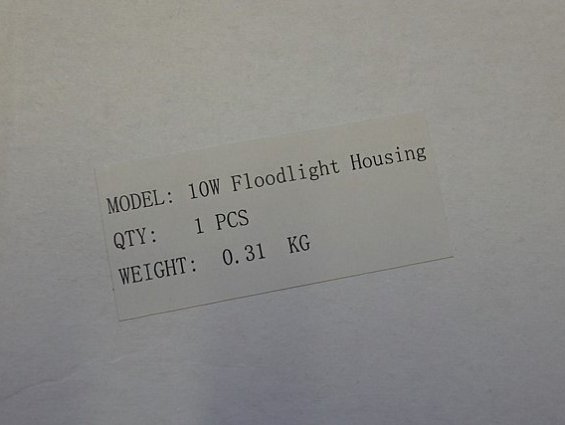 MODEL: 10W Floodlight Housing
QTY: 1 PCS
WEIGHT: 0.31 KG